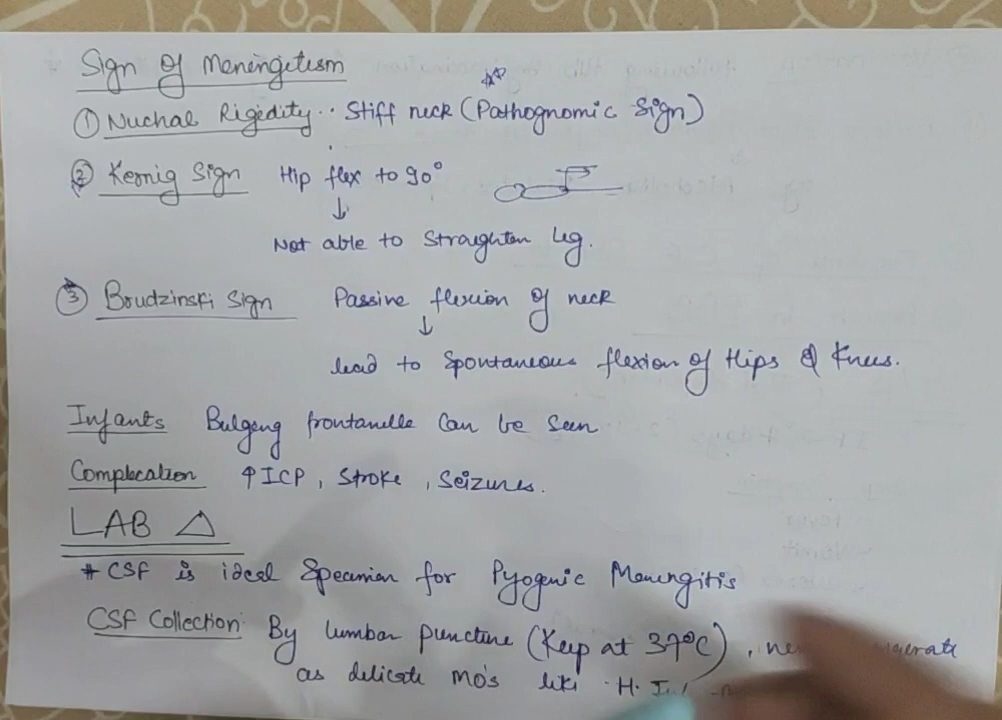 Sign of Meningitism
① Nuchal Rigidity.. Stiff neck (Pathognomic Sign)
② Kernig Sign Hip flex to 90°
↓
Not able to Straighten Leg.
③ Brudzinski Sign Passive flexion of neck
↓
lead to Spontaneous flexion of Hips & Knees.
Infants Bulging frontanelle can be seen
Complication ↑ICP, Stroke, Seizures.
LAB △
* CSF is ideal Specimen for Pyogenic Meningitis
CSF Collection: By lumbar puncture (Keep at 37°C),
as delicate MO's like H. I